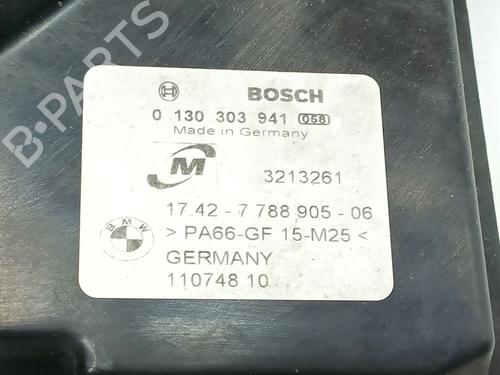 B-PARTS
BOSCH
0 130 303 941 058
Made in Germany
M
3213261
17.42 - 7 788 905 - 06
BMW
> PA66-GF 15-M25 <
GERMANY
110748 10